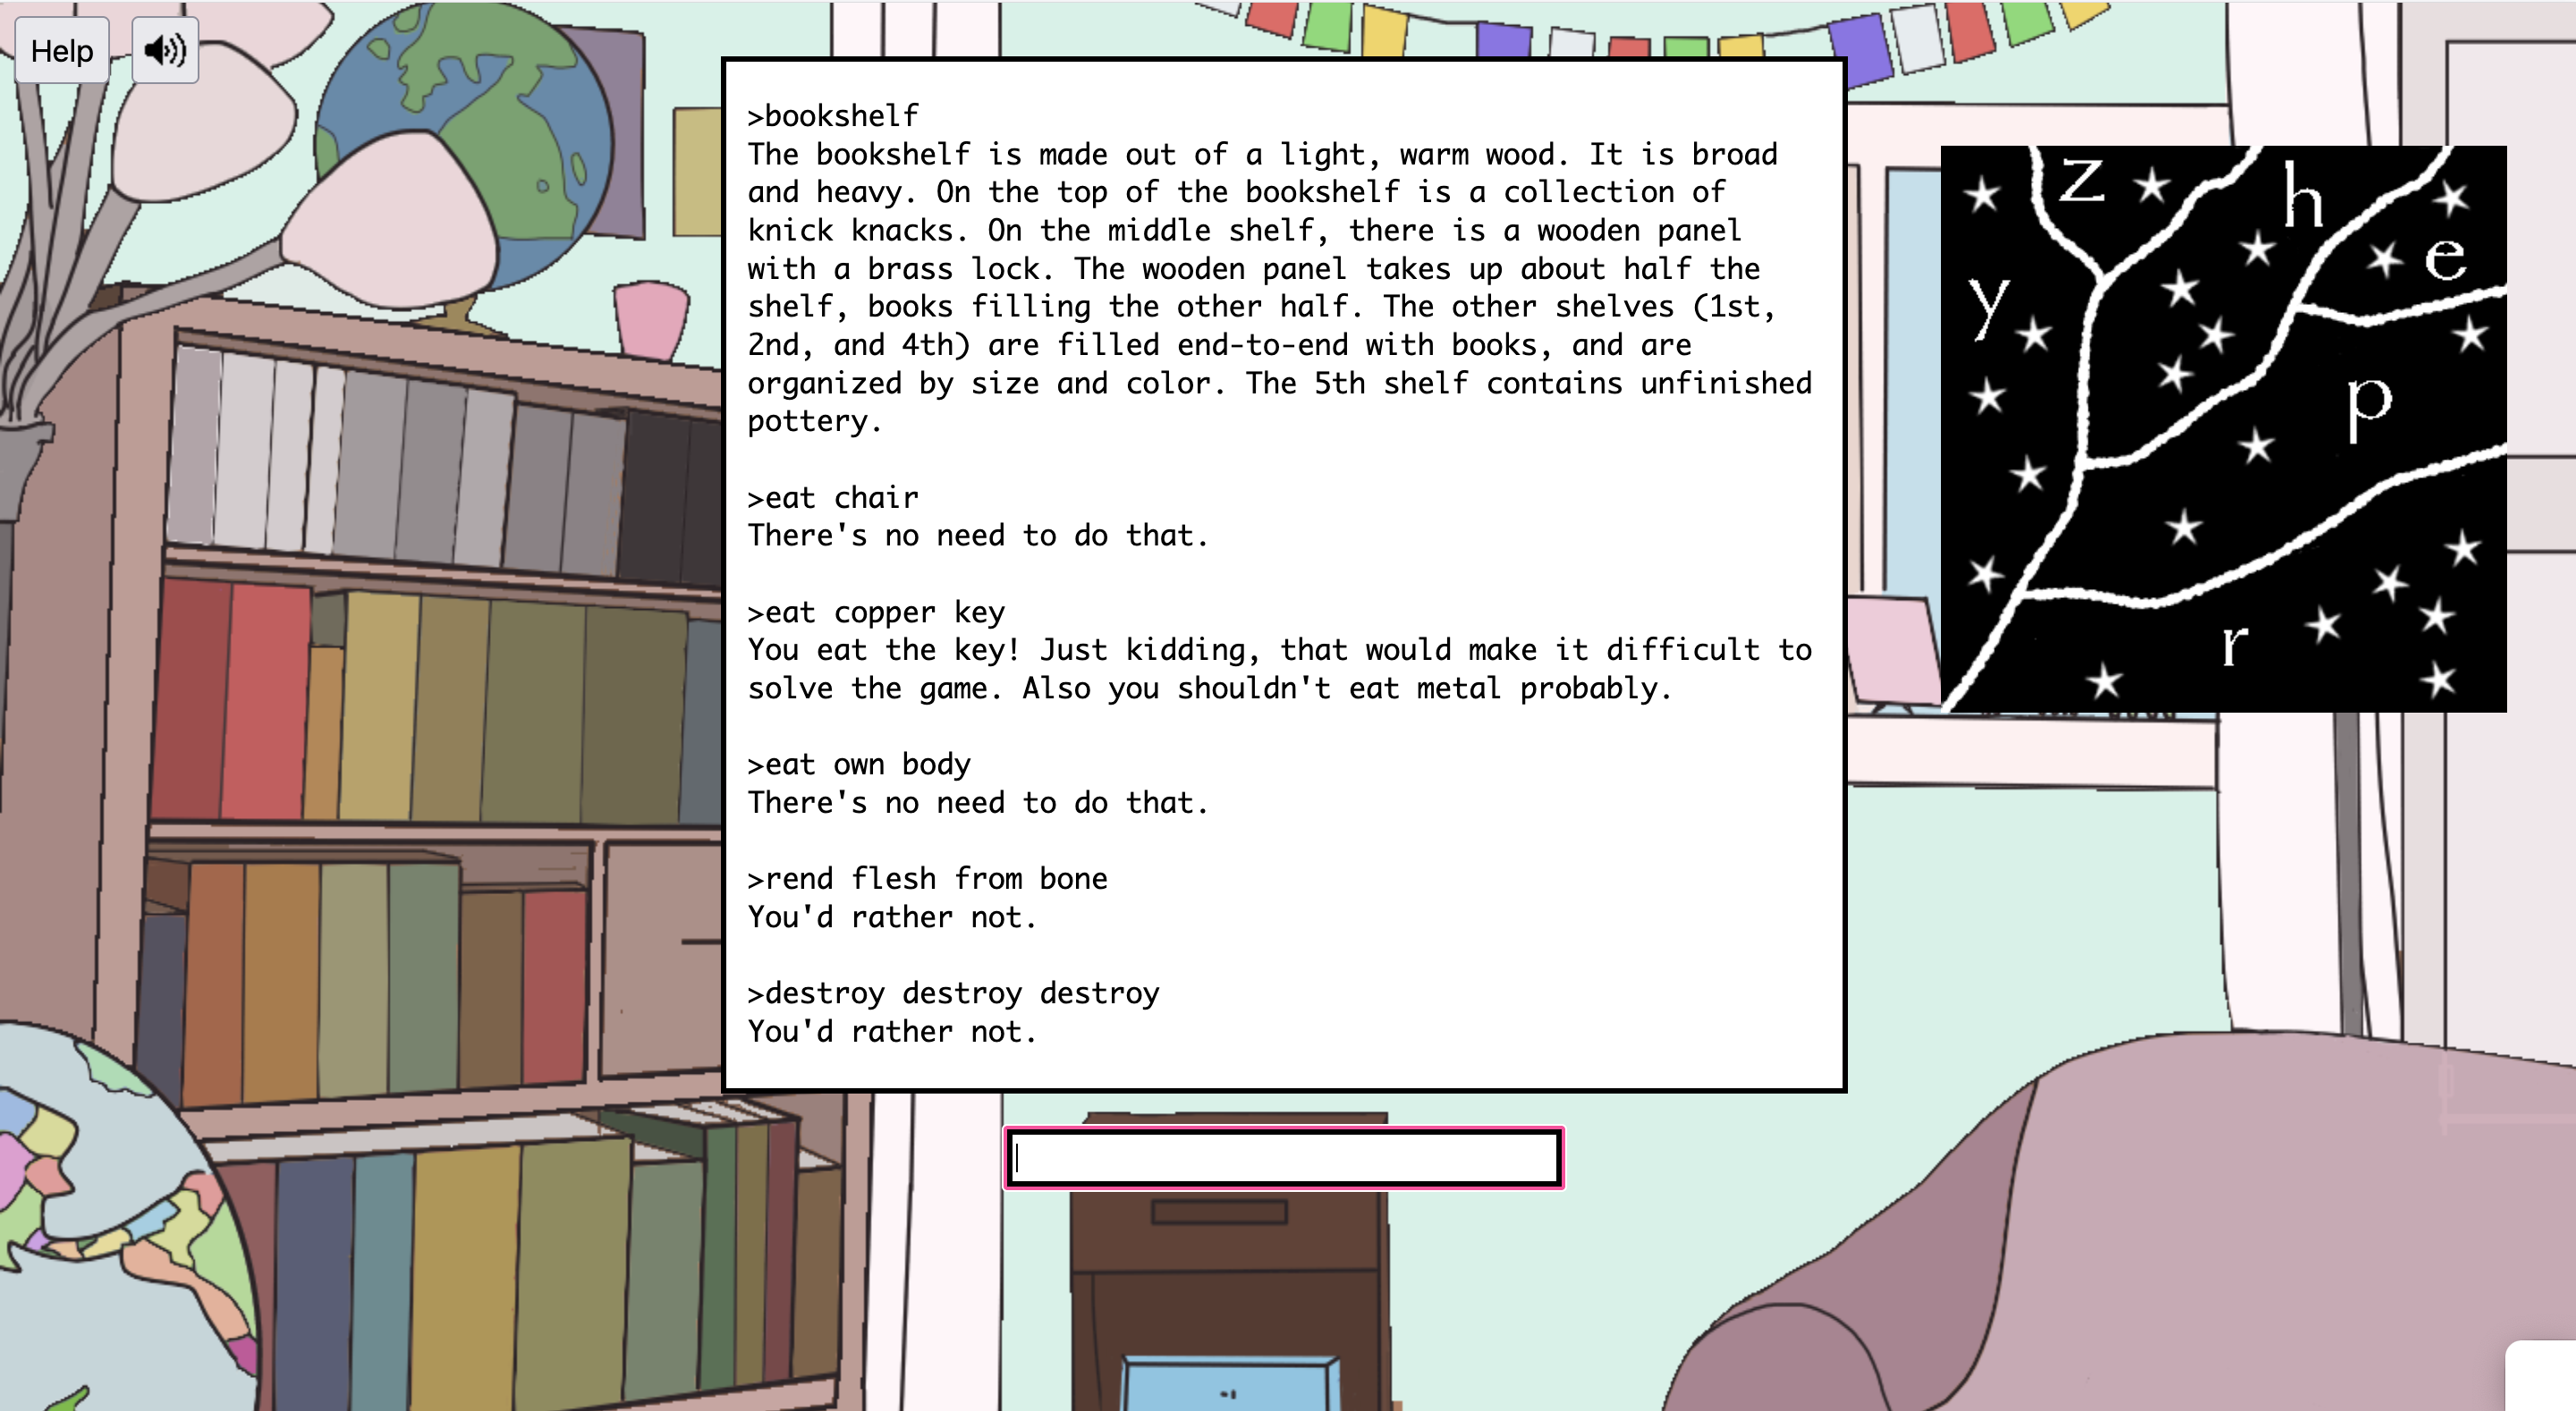 Help
>bookshelf
The bookshelf is made out of a light, warm wood. It is broad
and heavy. On the top of the bookshelf is a collection of
knick knacks. On the middle shelf, there is a wooden panel
with a brass lock. The wooden panel takes up about half the
shelf, books filling the other half. The other shelves (1st,
2nd, and 4th) are filled end-to-end with books, and are
organized by size and color. The 5th shelf contains unfinished
pottery.
>eat chair
There's no need to do that.
>eat copper key
You eat the key! Just kidding, that would make it difficult to
solve the game. Also you shouldn't eat metal probably.
>eat own body
There's no need to do that.
>rend flesh from bone
You'd rather not.
>destroy destroy destroy
You'd rather not.
z
h
e
y
p
r